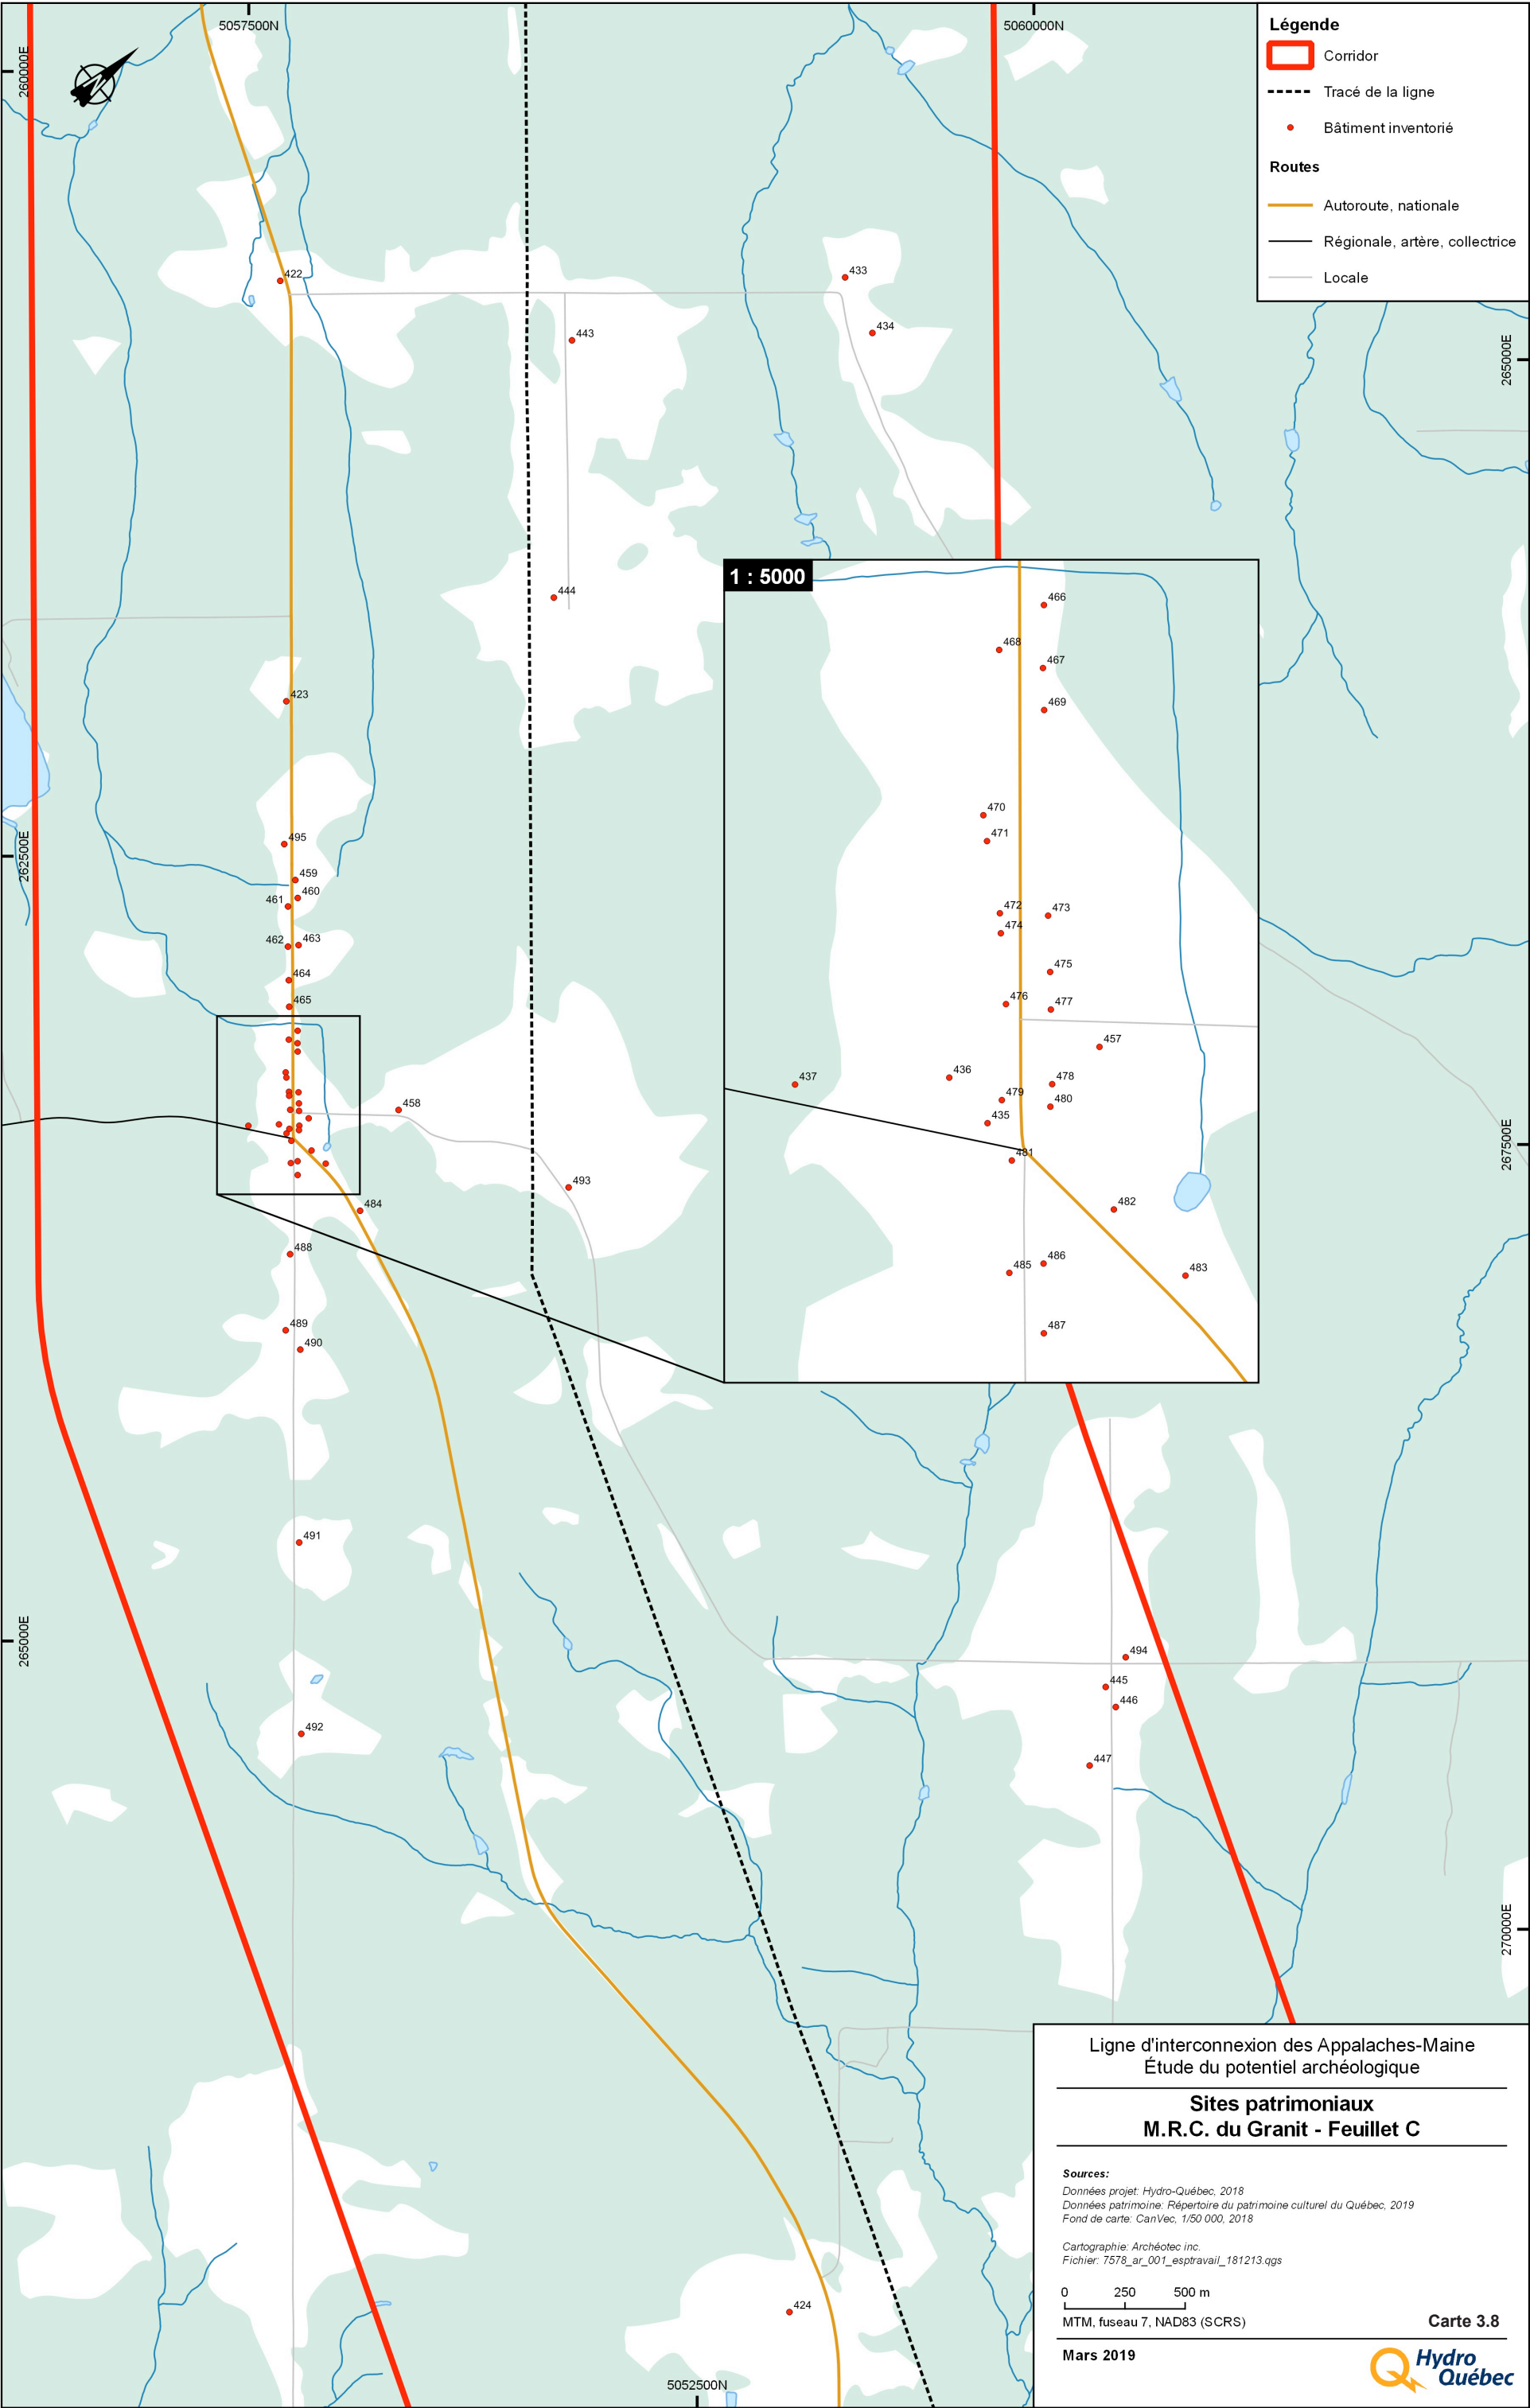 5057500N
5060000N
260000E
262500E
265000E
265000E
267500E
270000E
5052500N
Légende
Corridor
Tracé de la ligne
Bâtiment inventorié
Routes
Autoroute, nationale
Régionale, artère, collectrice
Locale
422
433
434
443
444
423
495
459
460
461
462
463
464
465
458
493
484
488
489
490
491
492
494
445
446
447
424
1 : 5000
466
468
467
469
470
471
472
473
474
475
476
477
457
436
437
478
479
480
435
481
482
486
485
483
487
Ligne d'interconnexion des Appalaches-Maine
Étude du potentiel archéologique
Sites patrimoniaux
M.R.C. du Granit - Feuillet C
Sources:
Données projet: Hydro-Québec, 2018
Données patrimoine: Répertoire du patrimoine culturel du Québec, 2019
Fond de carte: CanVec, 1/50 000, 2018
Cartographie: Archéotec inc.
Fichier: 7578_ar_001_esptravail_181213.qgs
0 250 500 m
MTM, fuseau 7, NAD83 (SCRS)
Carte 3.8
Mars 2019
Hydro
Québec